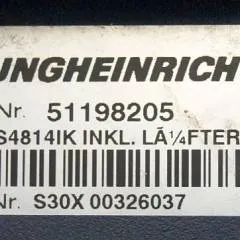 UNGHEINRICH
Nr. 51198205
S4814IK INKL. LÃ¼FTER
Nr. S30X 00326037